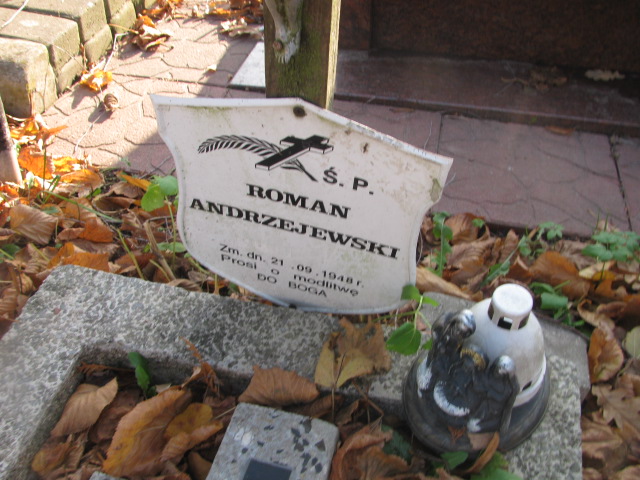 Ś. P.
ROMAN
ANDRZEJEWSKI
Zm. dn. 21 .09 .1948 r.
Prosi o modlitwę
DO BOGA